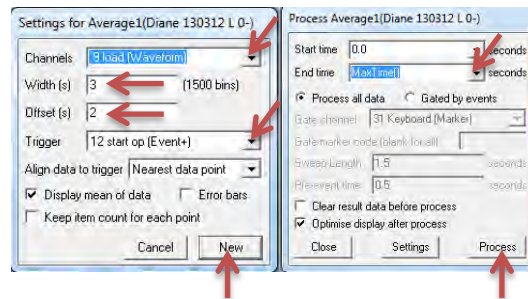 Settings for Average1(Diane 130312 L 0-)
Channels 9 load (Waveform)
Width (s) 3 (1500 bins)
Offset (s) 2
Trigger 12 start op (Event+)
Align data to trigger Nearest data point
Display mean of data Error bars
Keep item count for each point
Cancel New
Process Average1(Diane 130312 L 0-)
Start time 0.0 seconds
End time MaxTime() seconds
Process all data Gated by events
Gate channel 31 Keyboard (Marker)
Gate marker code (blank for all)
Sweep Length 1.5 seconds
Pre-event time 0.5 seconds
Clear result data before process
Optimise display after process
Close Settings Process